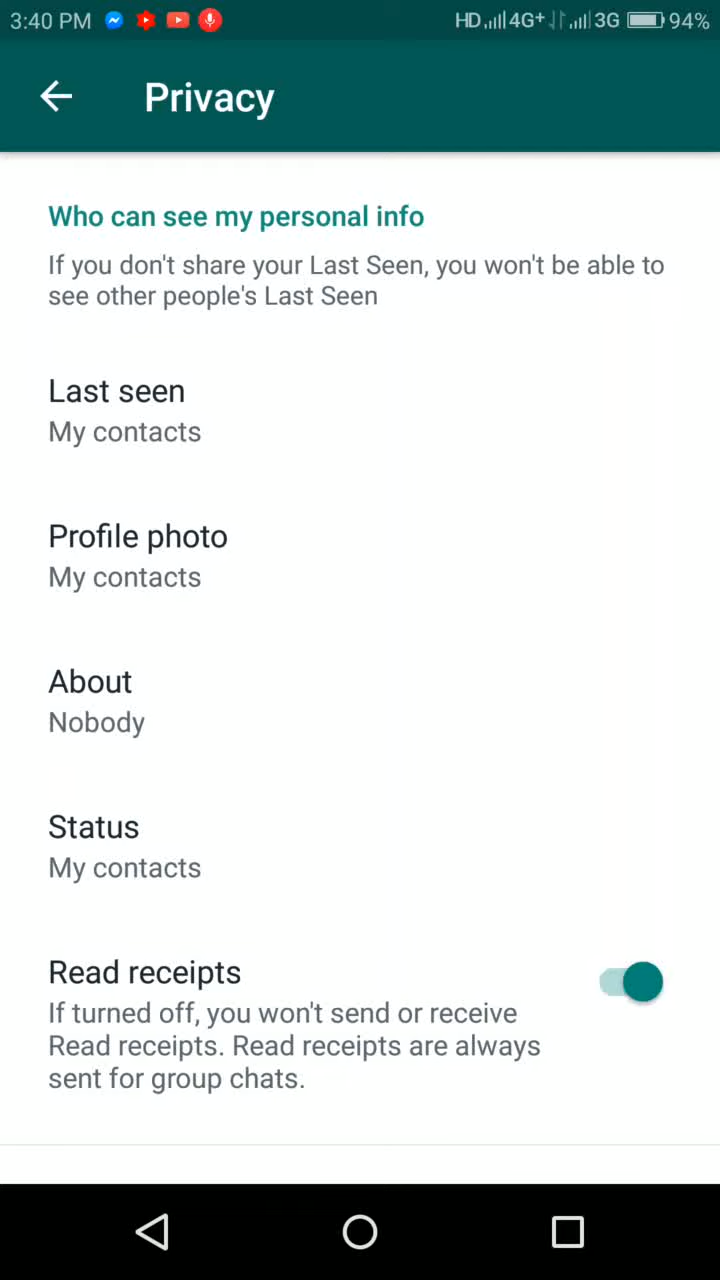 3:40 PM HD 4G+ 3G 94%
Privacy
Who can see my personal info
If you don't share your Last Seen, you won't be able to
see other people's Last Seen
Last seen
My contacts
Profile photo
My contacts
About
Nobody
Status
My contacts
Read receipts
If turned off, you won't send or receive
Read receipts. Read receipts are always
sent for group chats.